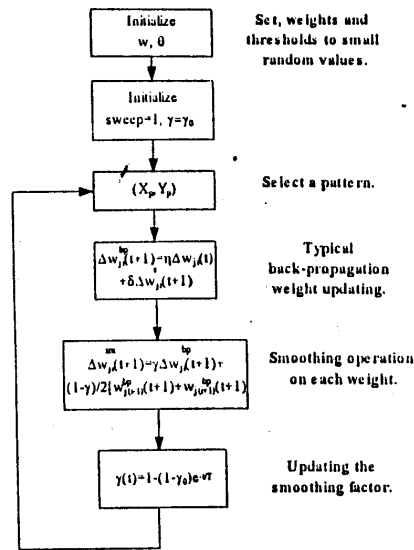 Initialize
w, θ
Set, weights and
thresholds to small
random values.
Initialize
sweep=1, γ=γ₀
(Xₚ, Yₚ)
Select a pattern.
bp
Δwⱼᵢ(t+1)=ηΔwⱼᵢ(t)
+δᵢΔwⱼᵢ(t+1)
Typical
back-propagation
weight updating.
sm bp
Δwⱼᵢ(t+1)=γΔwⱼᵢ(t+1)+
bp bp
(1-γ)/2{wⱼ(ᵢ₋₁)(t+1)+wⱼ(ᵢ₊₁)(t+1)
Smoothing operation
on each weight.
γ(t)=1-(1-γ₀)e
Updating the
smoothing factor.